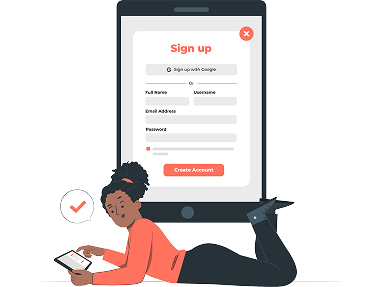 Sign up
G Sign up with Google
Or
Full Name Username
Email Address
Password
Create Account